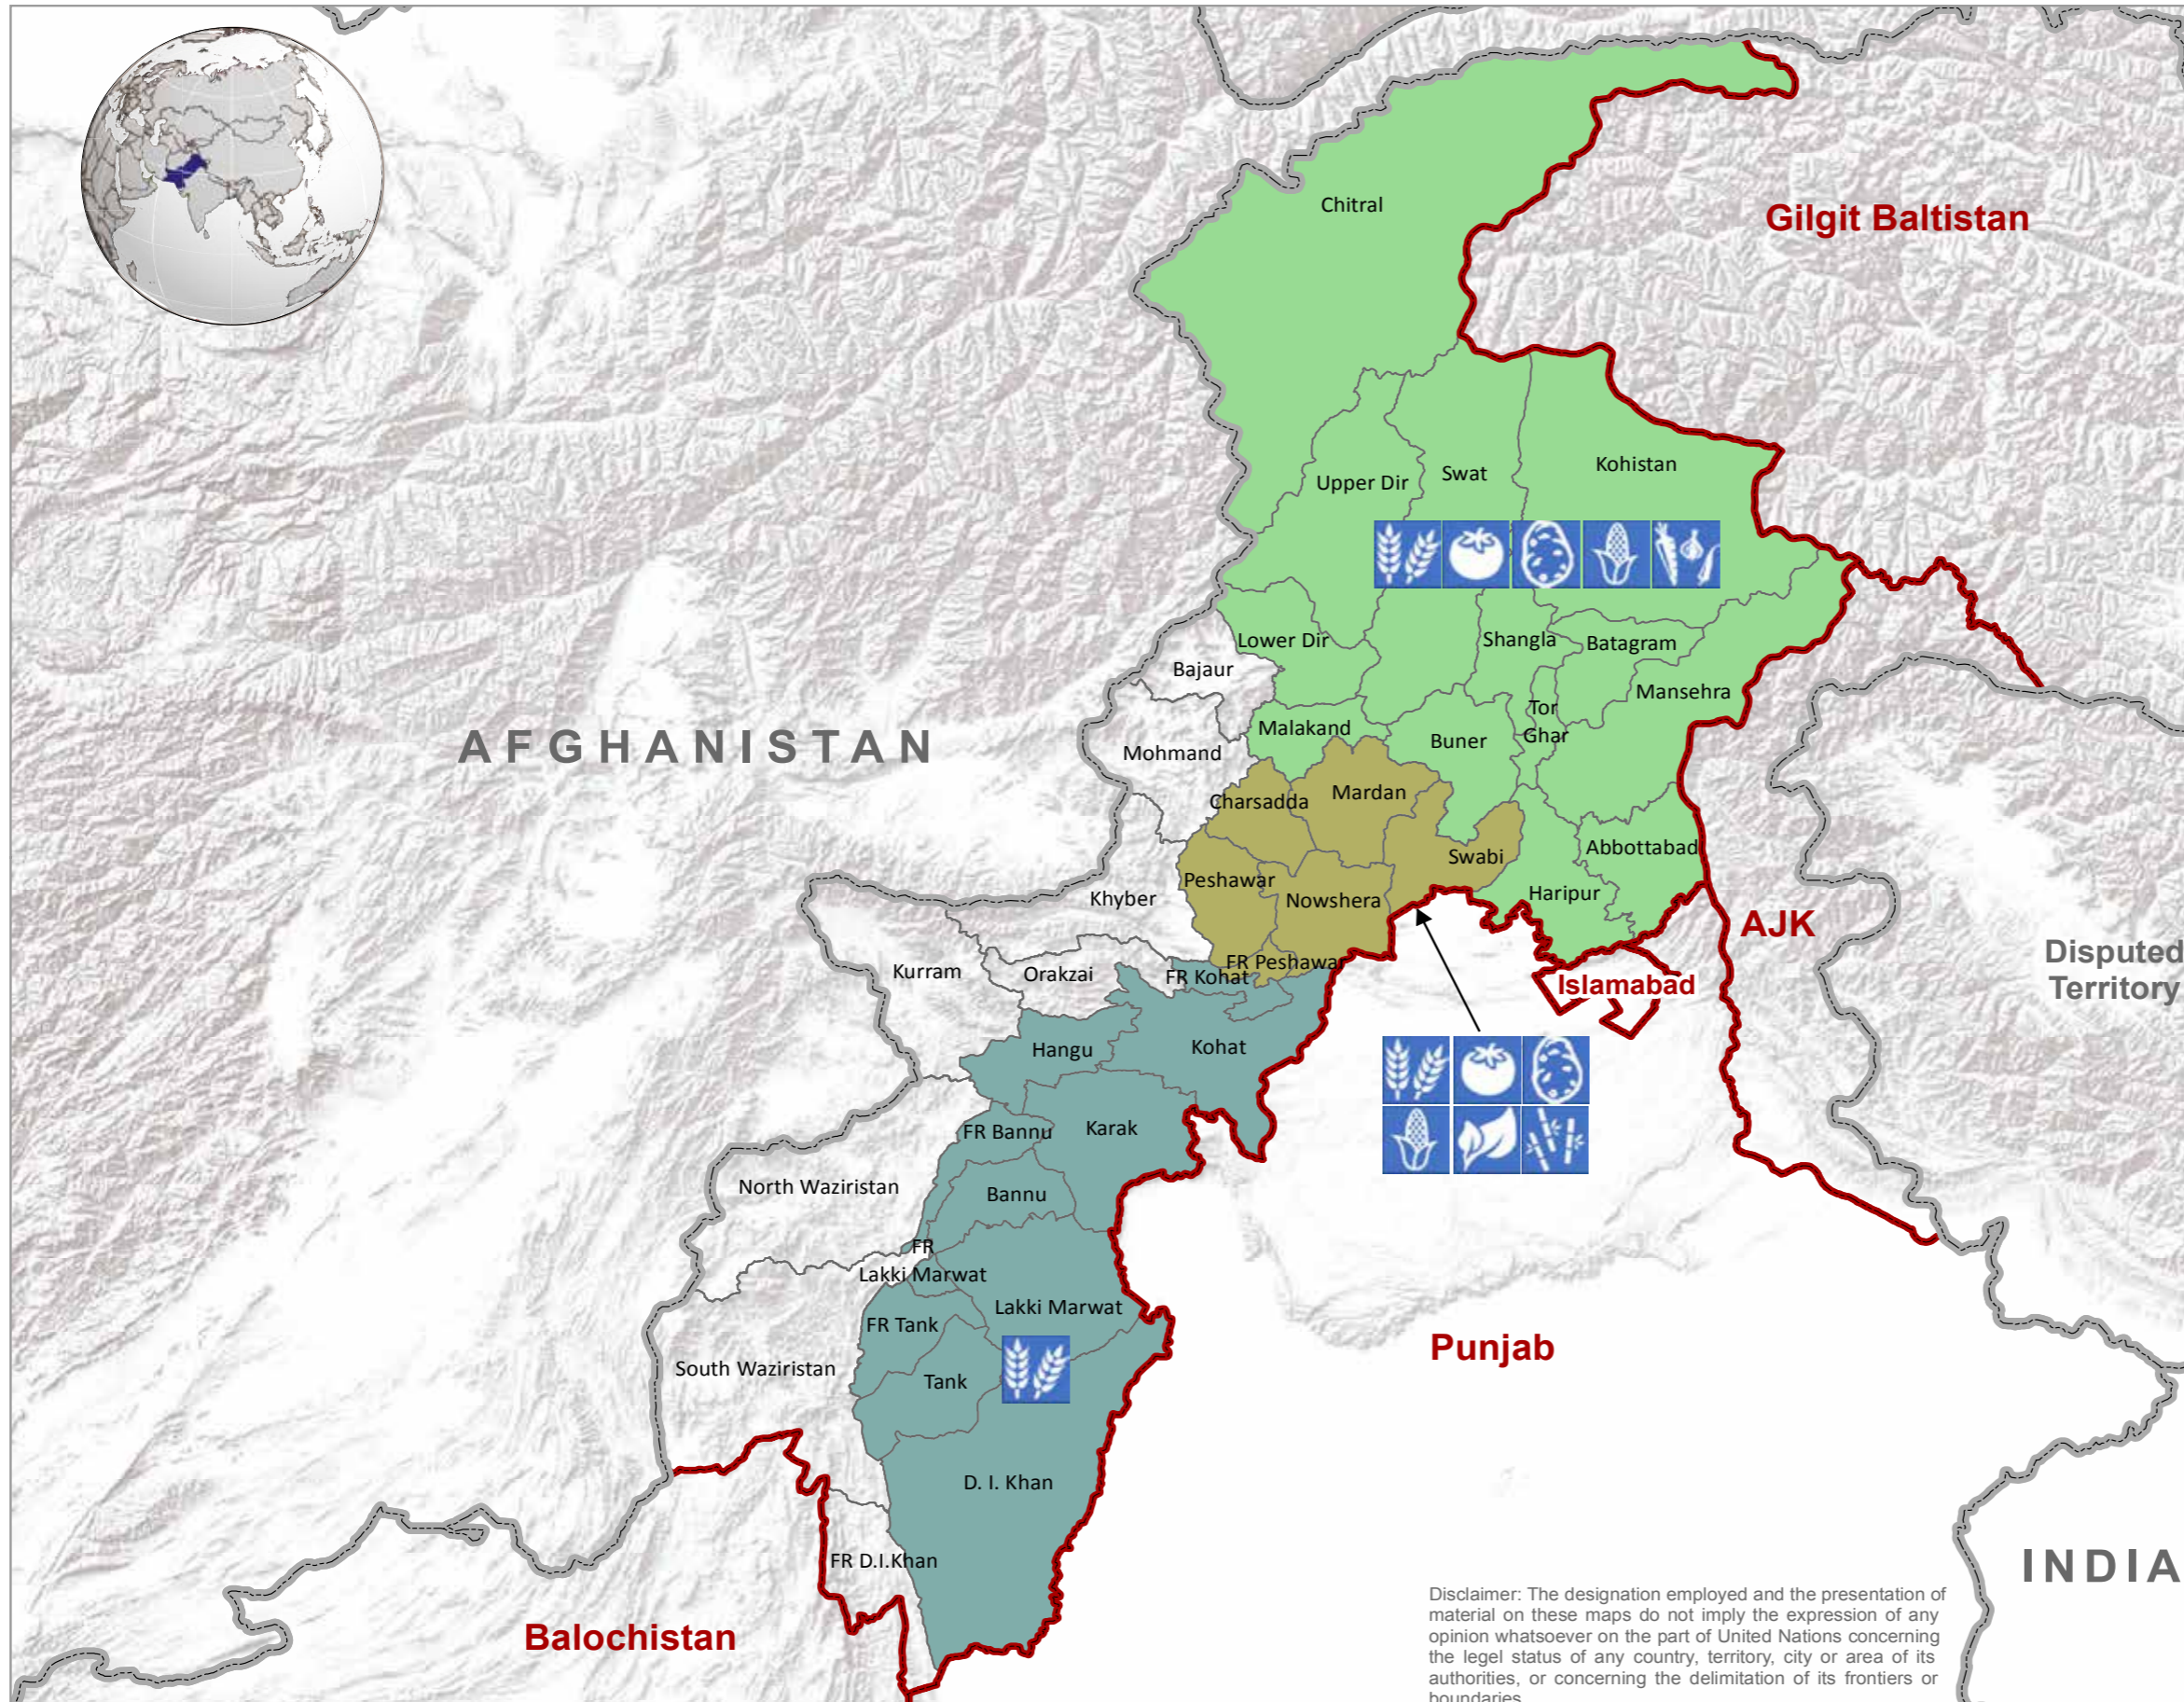 Chitral
Gilgit Baltistan
Upper Dir
Swat
Kohistan
Lower Dir
Shangla
Batagram
Bajaur
Mansehra
Tor
Ghar
Malakand
Buner
AFGHANISTAN
Mohmand
Charsadda
Mardan
Swabi
Abbottabad
Peshawar
Nowshera
Haripur
Khyber
AJK
Disputed
Territory
Kurram
Orakzai
FR Peshawar
FR Kohat
Islamabad
Hangu
Kohat
FR Bannu
Karak
North Waziristan
Bannu
FR
Lakki Marwat
Lakki Marwat
FR Tank
Punjab
South Waziristan
Tank
D. I. Khan
FR D.I.Khan
INDIA
Balochistan
Disclaimer: The designation employed and the presentation of
material on these maps do not imply the expression of any
opinion whatsoever on the part of United Nations concerning
the legel status of any country, territory, city or area of its
authorities, or concerning the delimitation of its frontiers or
boundaries